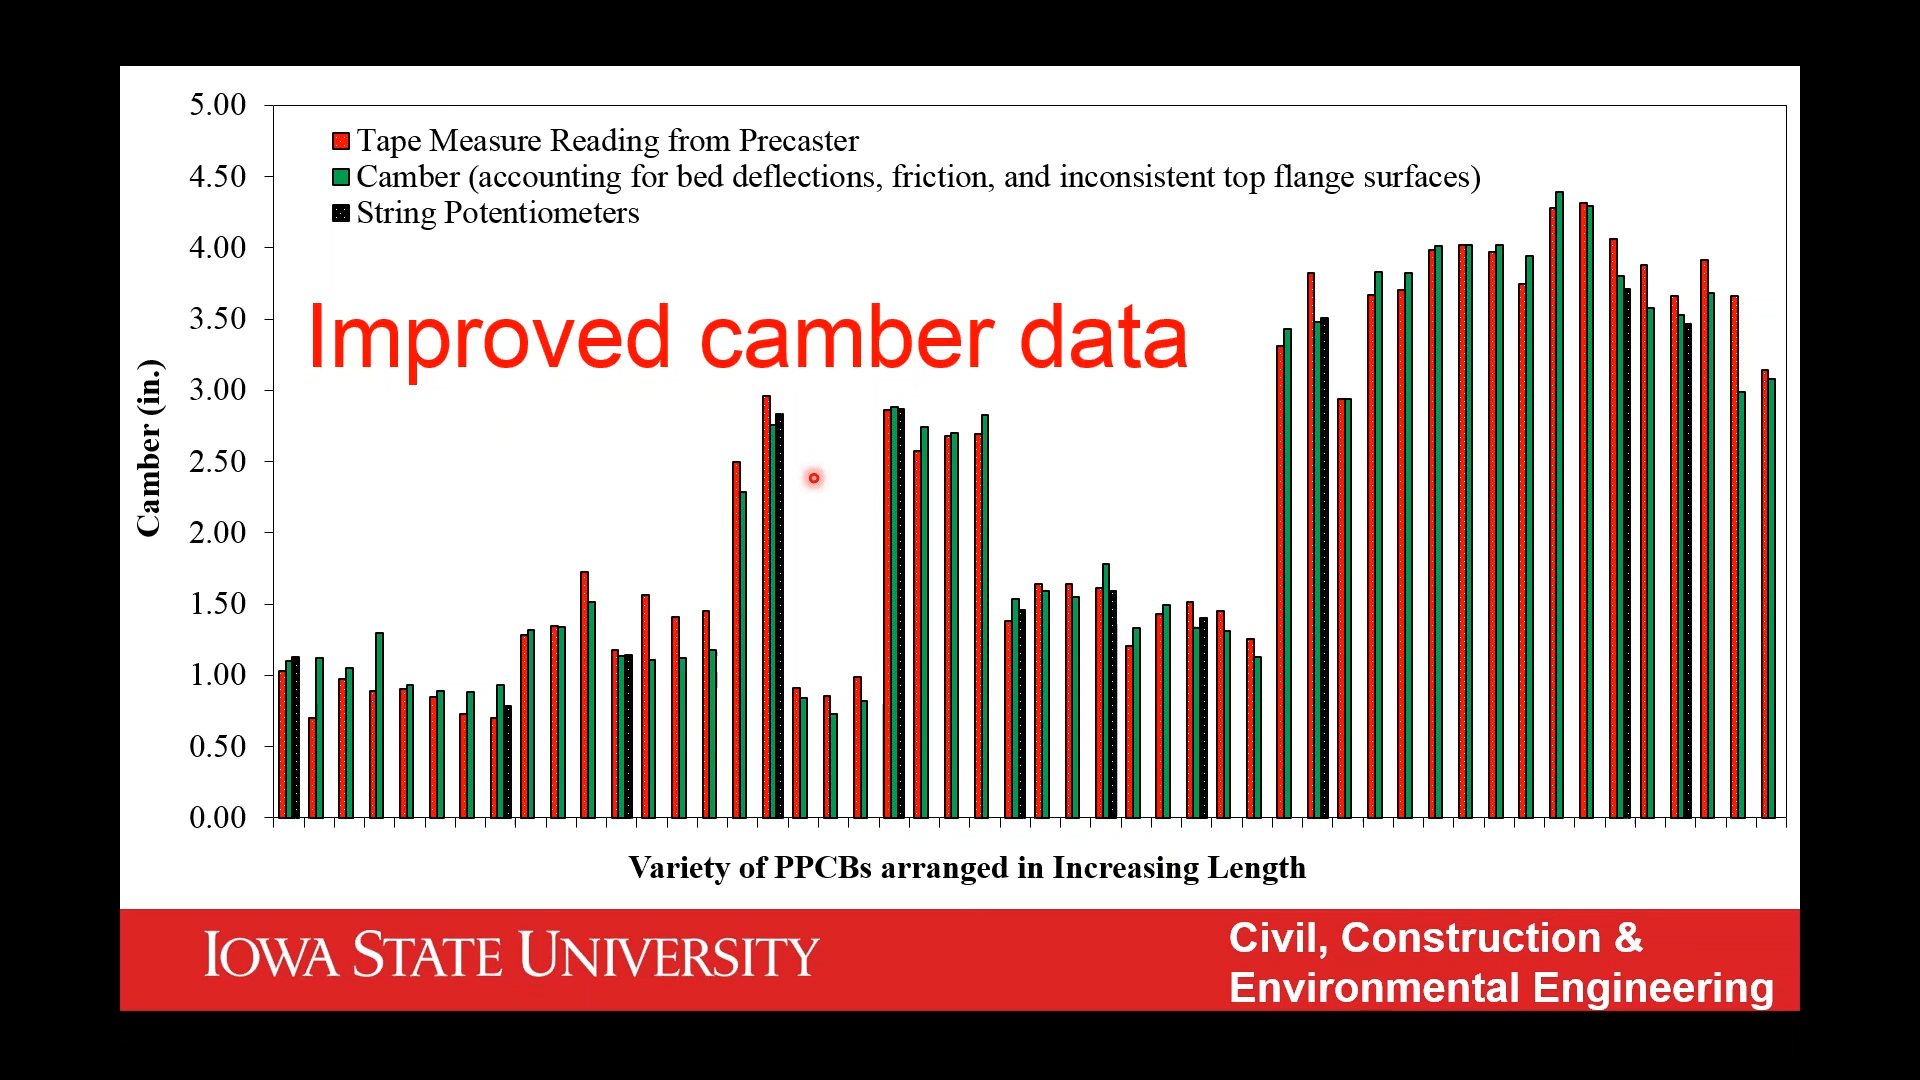 5.00
4.50
4.00
3.50
3.00
2.50
2.00
1.50
1.00
0.50
0.00
Camber (in.)
Tape Measure Reading from Precaster
Camber (accounting for bed deflections, friction, and inconsistent top flange surfaces)
String Potentiometers
Improved camber data
Variety of PPCBs arranged in Increasing Length
IOWA STATE UNIVERSITY
Civil, Construction &
Environmental Engineering